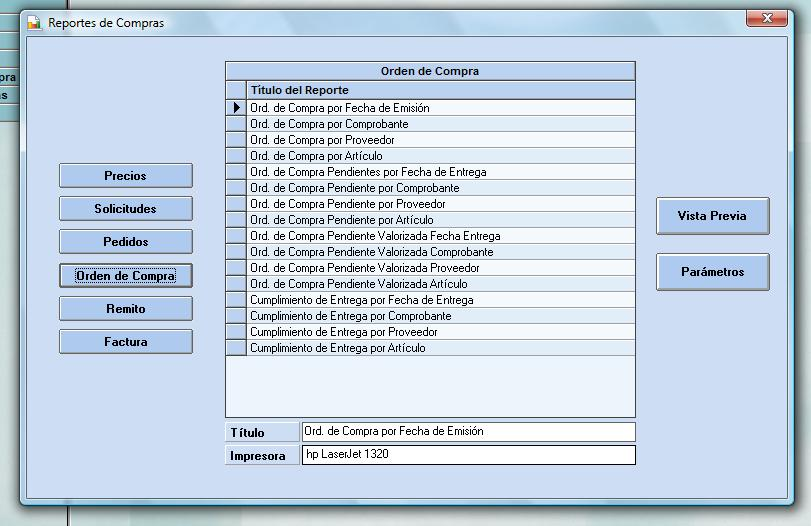 Reportes de Compras
pra
as
Orden de Compra
Título del Reporte
Ord. de Compra por Fecha de Emisión
Ord. de Compra por Comprobante
Ord. de Compra por Proveedor
Ord. de Compra por Artículo
Ord. de Compra Pendientes por Fecha de Entrega
Ord. de Compra Pendiente por Comprobante
Ord. de Compra Pendiente por Proveedor
Ord. de Compra Pendiente por Artículo
Ord. de Compra Pendiente Valorizada Fecha Entrega
Ord. de Compra Pendiente Valorizada Comprobante
Ord. de Compra Pendiente Valorizada Proveedor
Ord. de Compra Pendiente Valorizada Artículo
Cumplimiento de Entrega por Fecha de Entrega
Cumplimiento de Entrega por Comprobante
Cumplimiento de Entrega por Proveedor
Cumplimiento de Entrega por Artículo
Precios
Solicitudes
Pedidos
Orden de Compra
Remito
Factura
Vista Previa
Parámetros
Título Ord. de Compra por Fecha de Emisión
Impresora hp LaserJet 1320